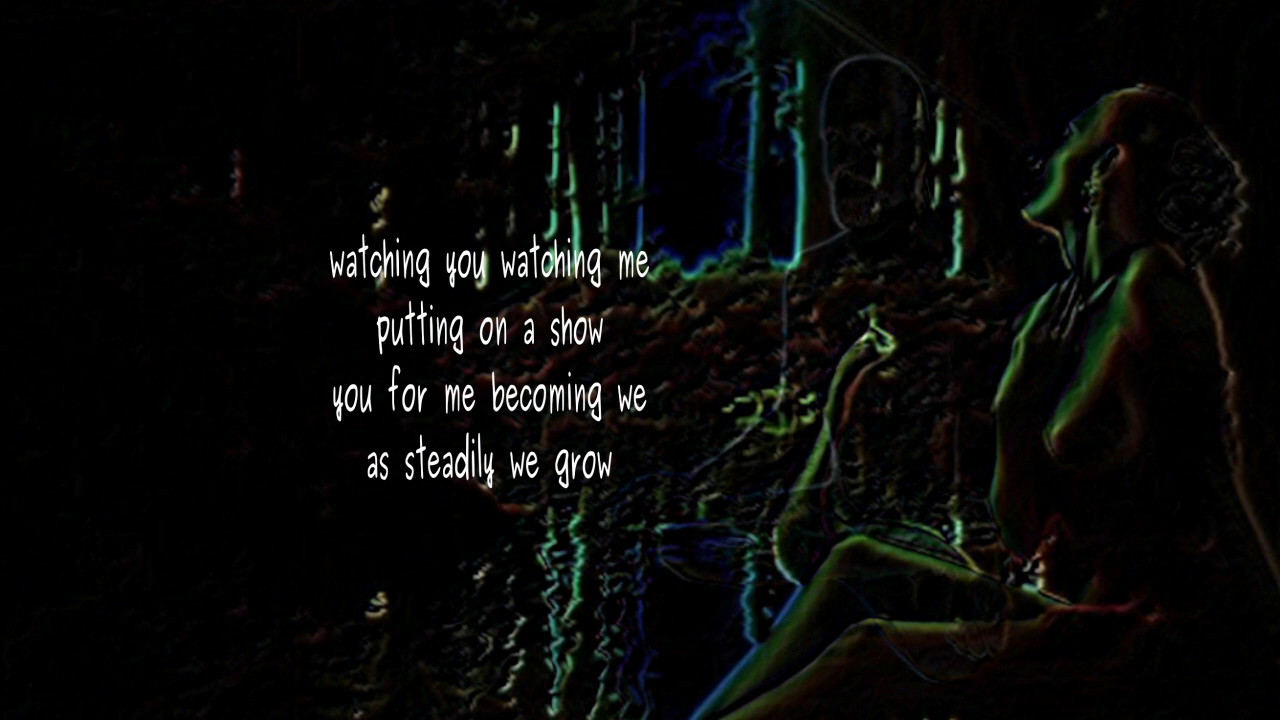 watching you watching me
putting on a show
you for me becoming we
as steadily we grow